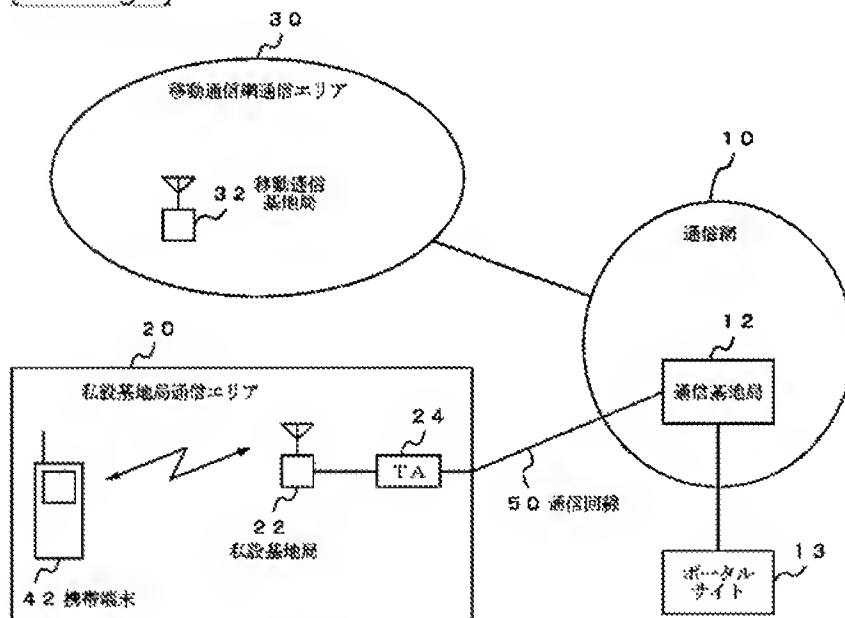 30
移動通信網通信エリア
32 移動通信
基地局
10
通信網
12
通信基地局
20
私設基地局通信エリア
24
TA
22
私設基地局
50 通信回線
42 携帯端末
13
ポータル
サイト